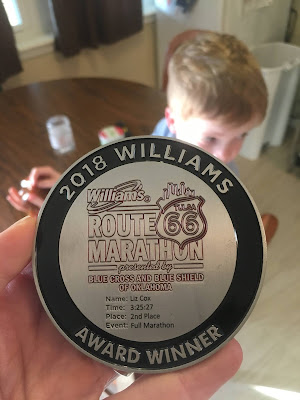 2018 WILLIAMS
Williams®
TULSA
ROUTE 66
MARATHON
presented by
BLUE CROSS AND BLUE SHIELD
OF OKLAHOMA
Name: Liz Cox
Time: 3:25:27
Place: 2nd Place
Event: Full Marathon
AWARD WINNER